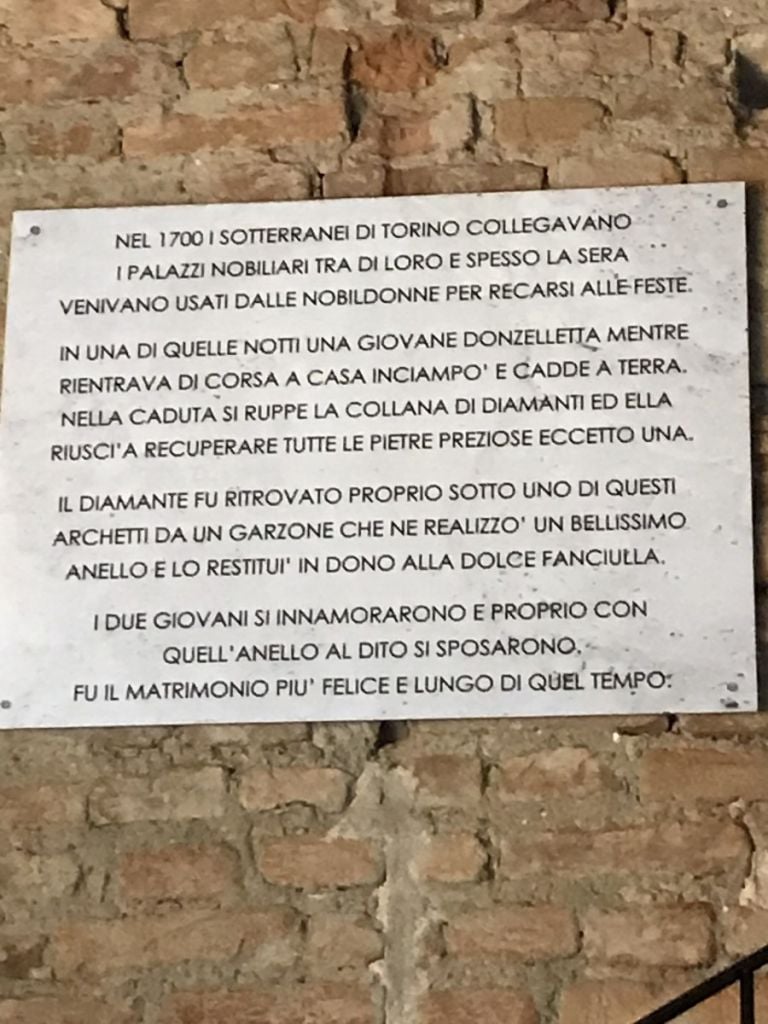 NEL 1700 I SOTTERRANEI DI TORINO COLLEGAVANO
I PALAZZI NOBILIARI TRA DI LORO E SPESSO LA SERA
VENIVANO USATI DALLE NOBILDONNE PER RECARSI ALLE FESTE.
IN UNA DI QUELLE NOTTI UNA GIOVANE DONZELLETTA MENTRE
RIENTRAVA DI CORSA A CASA INCIAMPO' E CADDE A TERRA.
NELLA CADUTA SI RUPPE LA COLLANA DI DIAMANTI ED ELLA
RIUSCI'A RECUPERARE TUTTE LE PIETRE PREZIOSE ECCETTO UNA.
IL DIAMANTE FU RITROVATO PROPRIO SOTTO UNO DI QUESTI
ARCHETTI DA UN GARZONE CHE NE REALIZZO' UN BELLISSIMO
ANELLO E LO RESTITUI' IN DONO ALLA DOLCE FANCIULLA.
I DUE GIOVANI SI INNAMORARONO E PROPRIO CON
QUELL'ANELLO AL DITO SI SPOSARONO.
FU IL MATRIMONIO PIU' FELICE E LUNGO DI QUEL TEMPO.